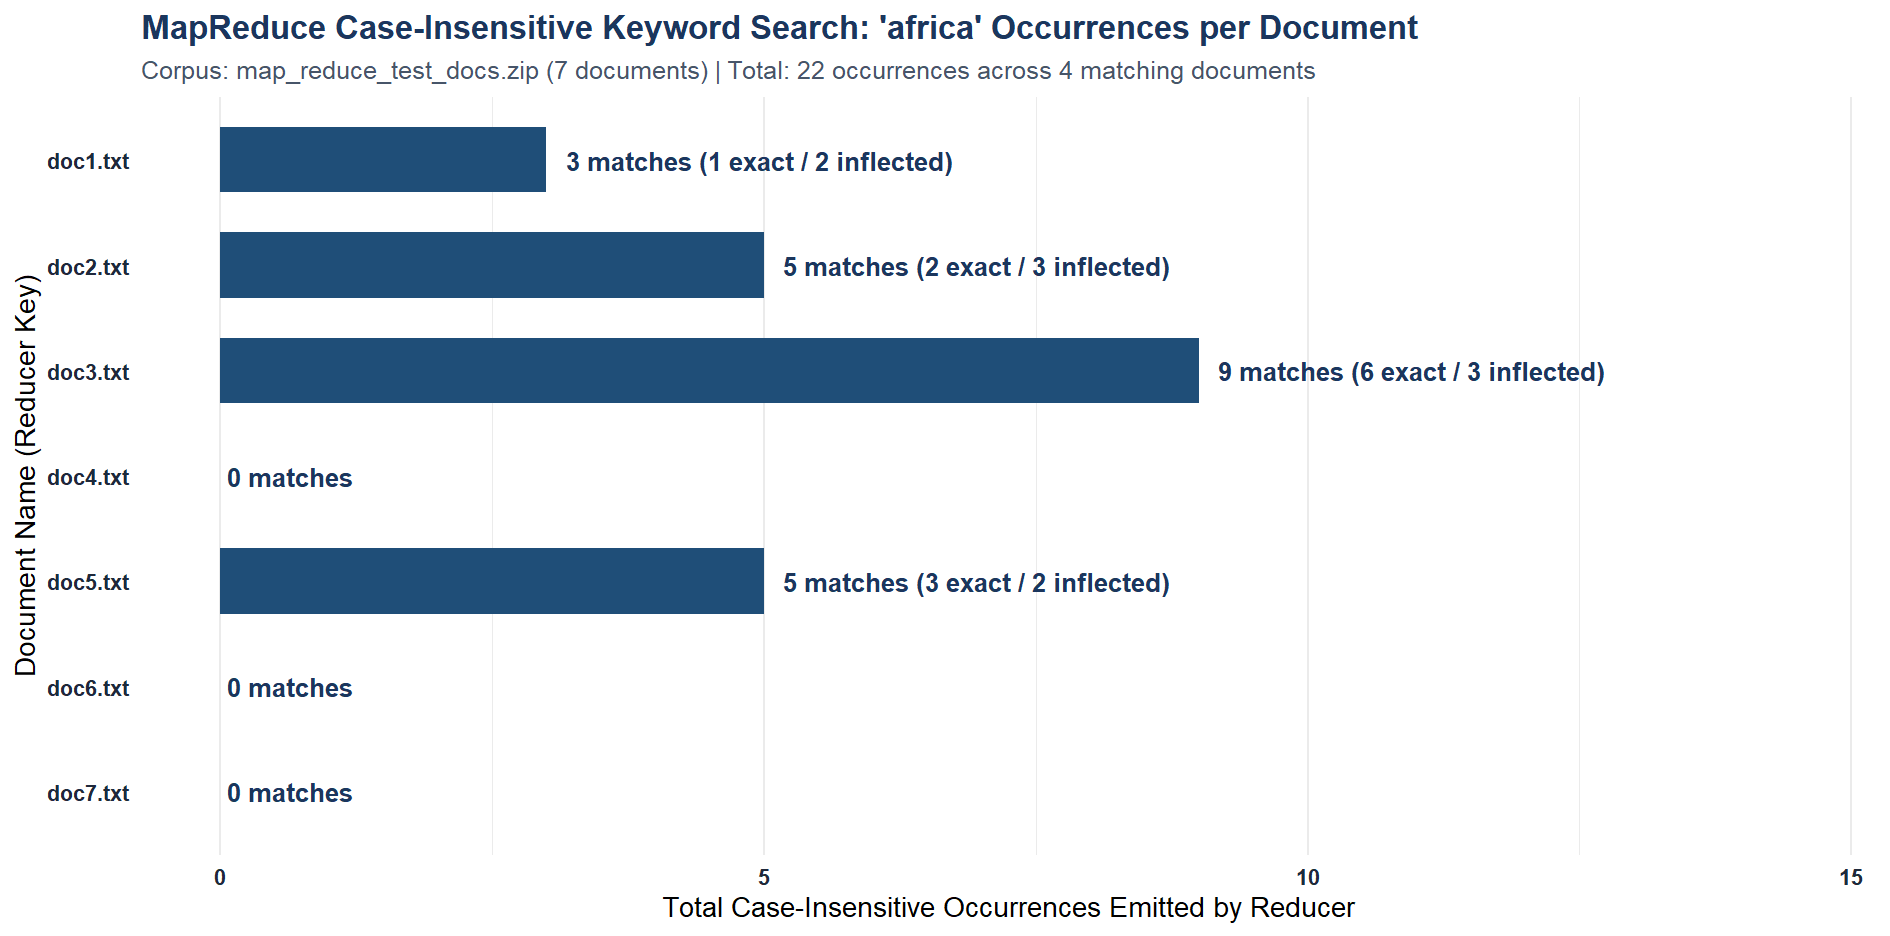 MapReduce Case-Insensitive Keyword Search: 'africa' Occurrences per Document
Corpus: map_reduce_test_docs.zip (7 documents) | Total: 22 occurrences across 4 matching documents
Document Name (Reducer Key)
doc1.txt
3 matches (1 exact / 2 inflected)
doc2.txt
5 matches (2 exact / 3 inflected)
doc3.txt
9 matches (6 exact / 3 inflected)
doc4.txt
0 matches
doc5.txt
5 matches (3 exact / 2 inflected)
doc6.txt
0 matches
doc7.txt
0 matches
0 5 10 15
Total Case-Insensitive Occurrences Emitted by Reducer